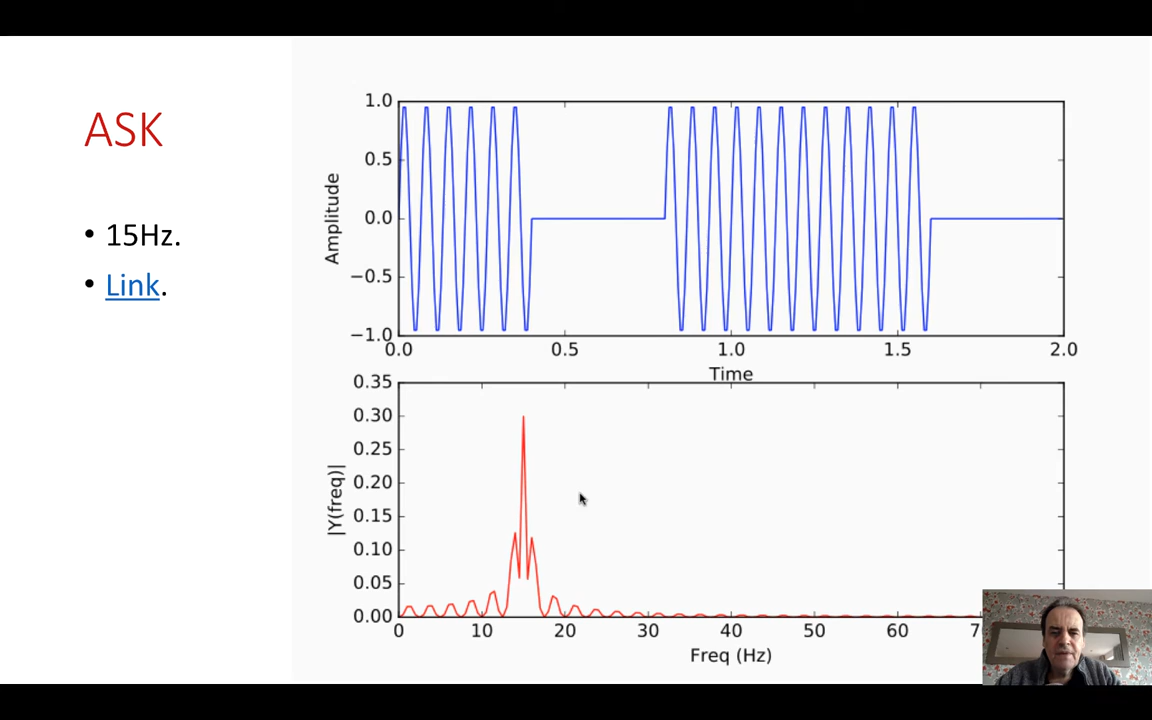 ASK
• 15Hz.
• Link.
1.0
0.5
0.0
−0.5
−1.0
Amplitude
0.0 0.5 1.0 1.5 2.0
Time
0.35
0.30
0.25
0.20
0.15
0.10
0.05
0.00
|Y(freq)|
0 10 20 30 40 50 60
Freq (Hz)